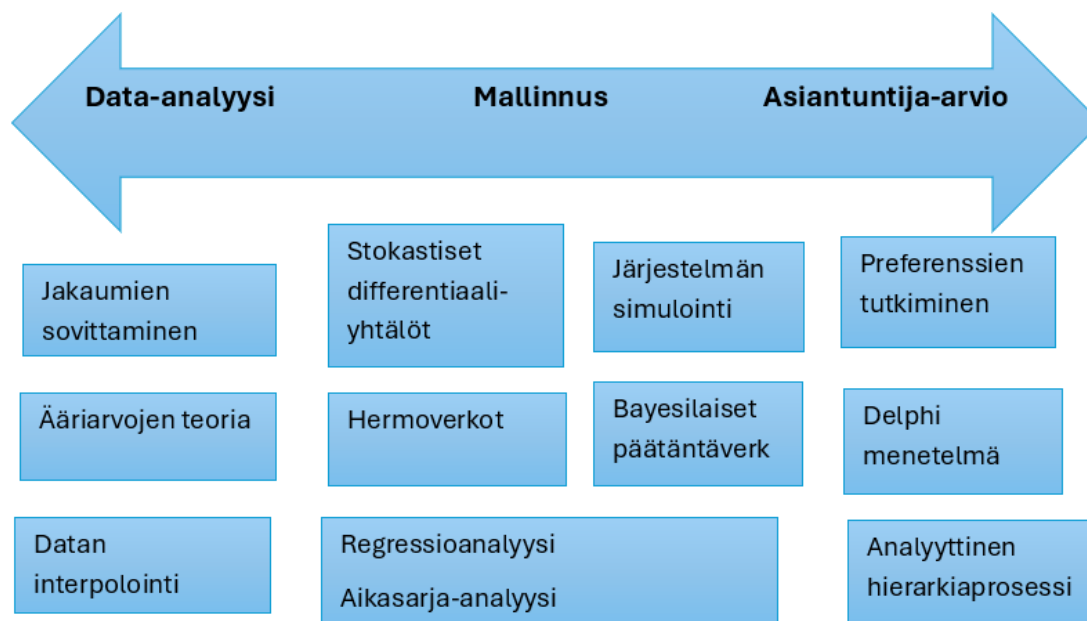 Data-analyysi Mallinnus Asiantuntija-arvio
Jakaumien
sovittaminen
Stokastiset
differentiaali-
yhtälöt
Järjestelmän
simulointi
Preferenssien
tutkiminen
Ääriarvojen teoria
Hermoverkot
Bayesilaiset
päätäntäverk
Delphi
menetelmä
Datan
interpolointi
Regressioanalyysi
Aikasarja-analyysi
Analyyttinen
hierarkiaprosessi